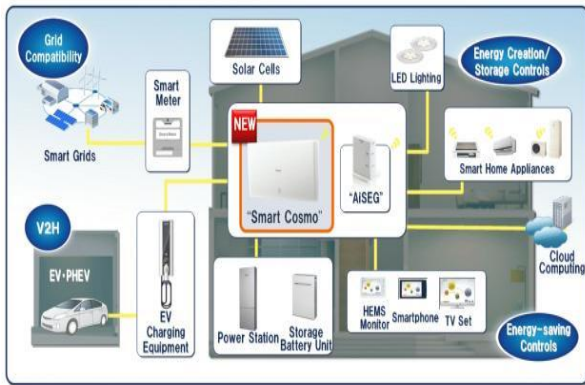 Grid
Compatibility
Solar Cells
LED Lighting
Energy Creation/
Storage Controls
Smart
Meter
Smart Grids
NEW
"Smart Cosmo"
"AiSEG"
Smart Home Appliances
V2H
EV・PHEV
EV
Charging
Equipment
Power Station
Storage
Battery Unit
HEMS
Monitor
Smartphone
TV Set
Cloud
Computing
Energy-saving
Controls